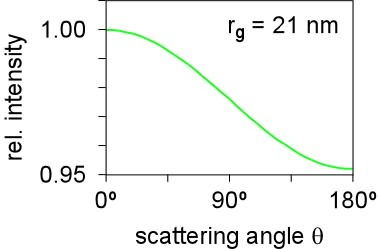 r_g = 21 nm
1.00
rel. intensity
0.95
0º 90º 180º
scattering angle θ